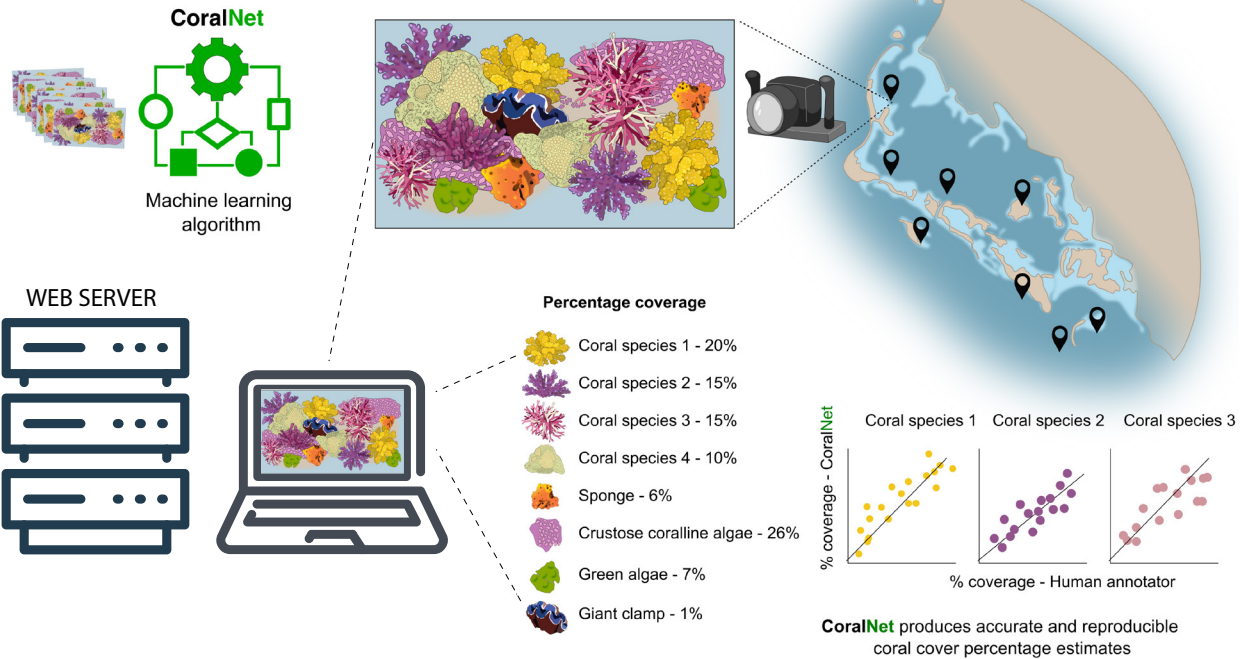 CoralNet
Machine learning
algorithm
WEB SERVER
Percentage coverage
Coral species 1 - 20%
Coral species 2 - 15%
Coral species 3 - 15%
Coral species 4 - 10%
Sponge - 6%
Crustose coralline algae - 26%
Green algae - 7%
Giant clamp - 1%
% coverage - CoralNet
Coral species 1
Coral species 2
Coral species 3
% coverage - Human annotator
CoralNet produces accurate and reproducible
coral cover percentage estimates